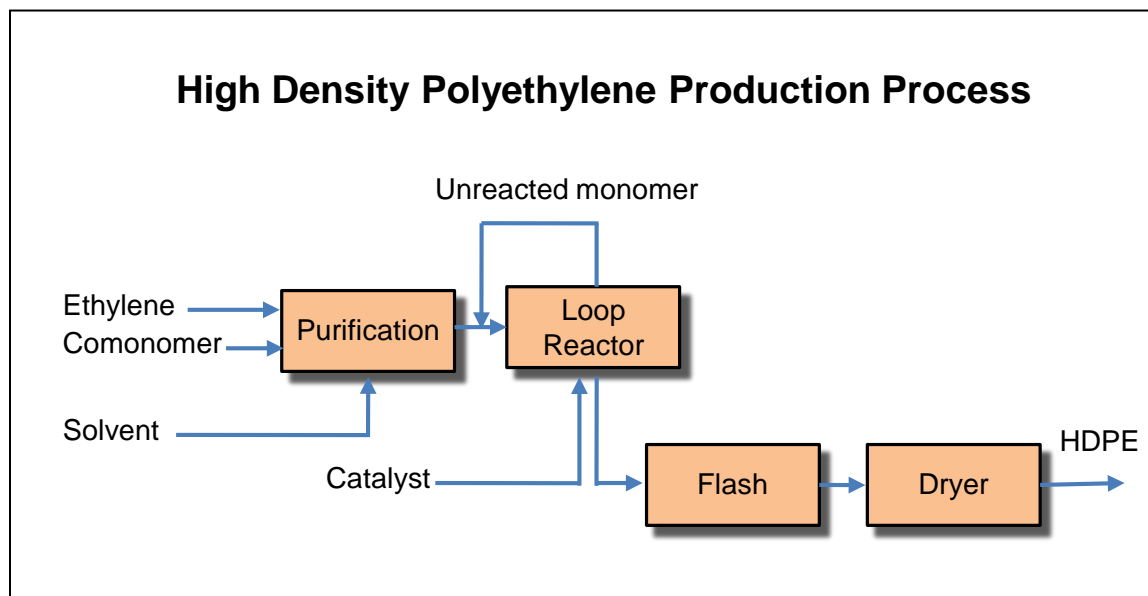 High Density Polyethylene Production Process
Unreacted monomer
Ethylene
Comonomer
Purification
Loop
Reactor
Solvent
Catalyst
Flash
Dryer
HDPE